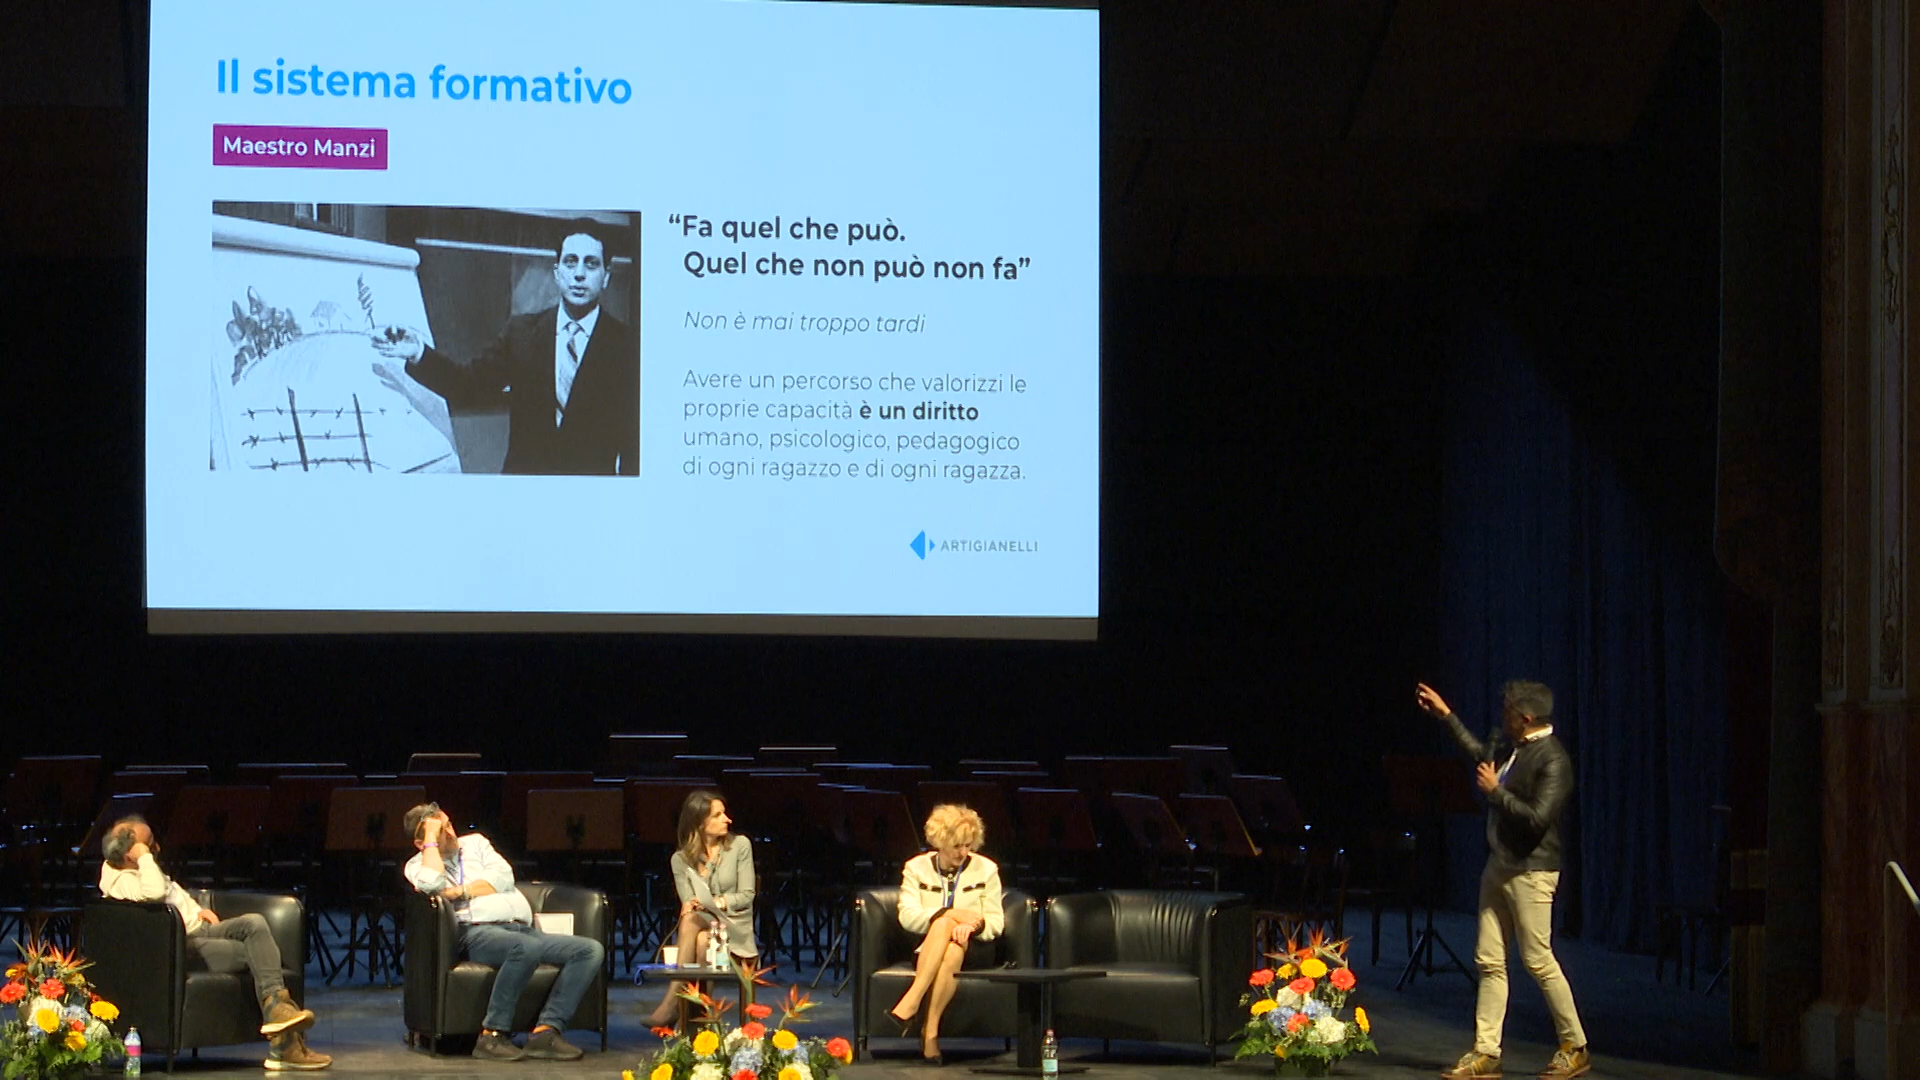 Il sistema formativo
Maestro Manzi
“Fa quel che può.
Quel che non può non fa”
Non è mai troppo tardi
Avere un percorso che valorizzi le
proprie capacità è un diritto
umano, psicologico, pedagogico
di ogni ragazzo e di ogni ragazza.
ARTIGIANELLI